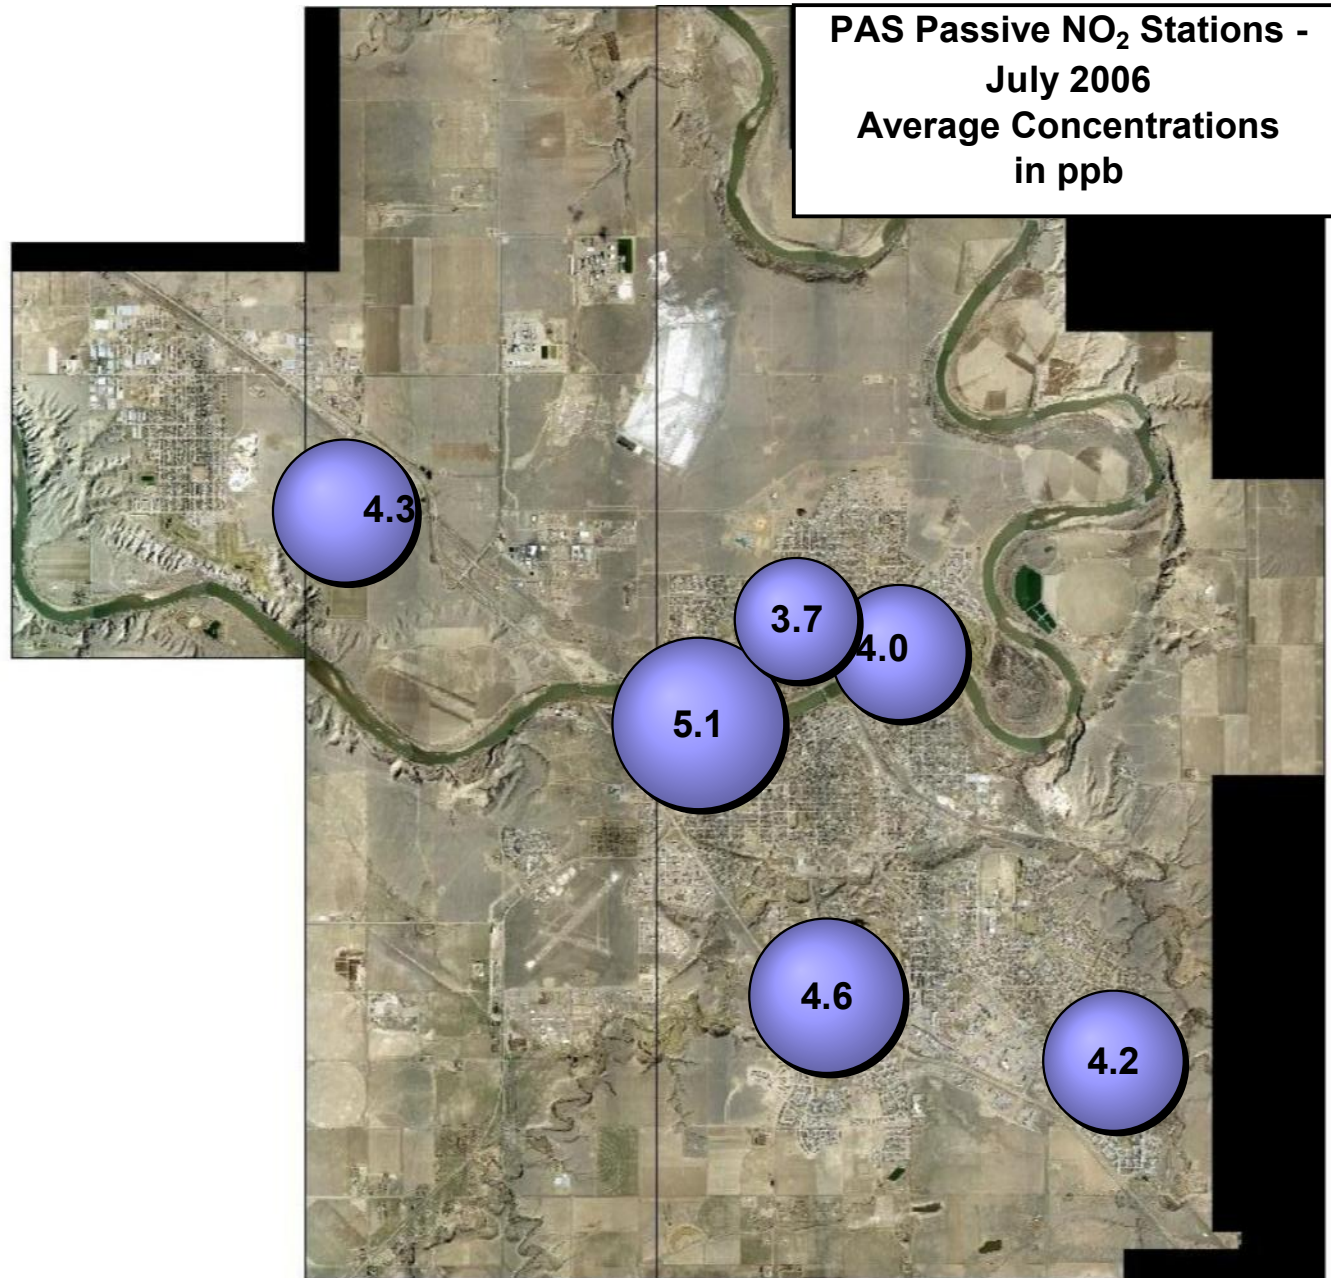 PAS Passive NO₂ Stations -
July 2006
Average Concentrations
in ppb
4.3
3.7
4.0
5.1
4.6
4.2